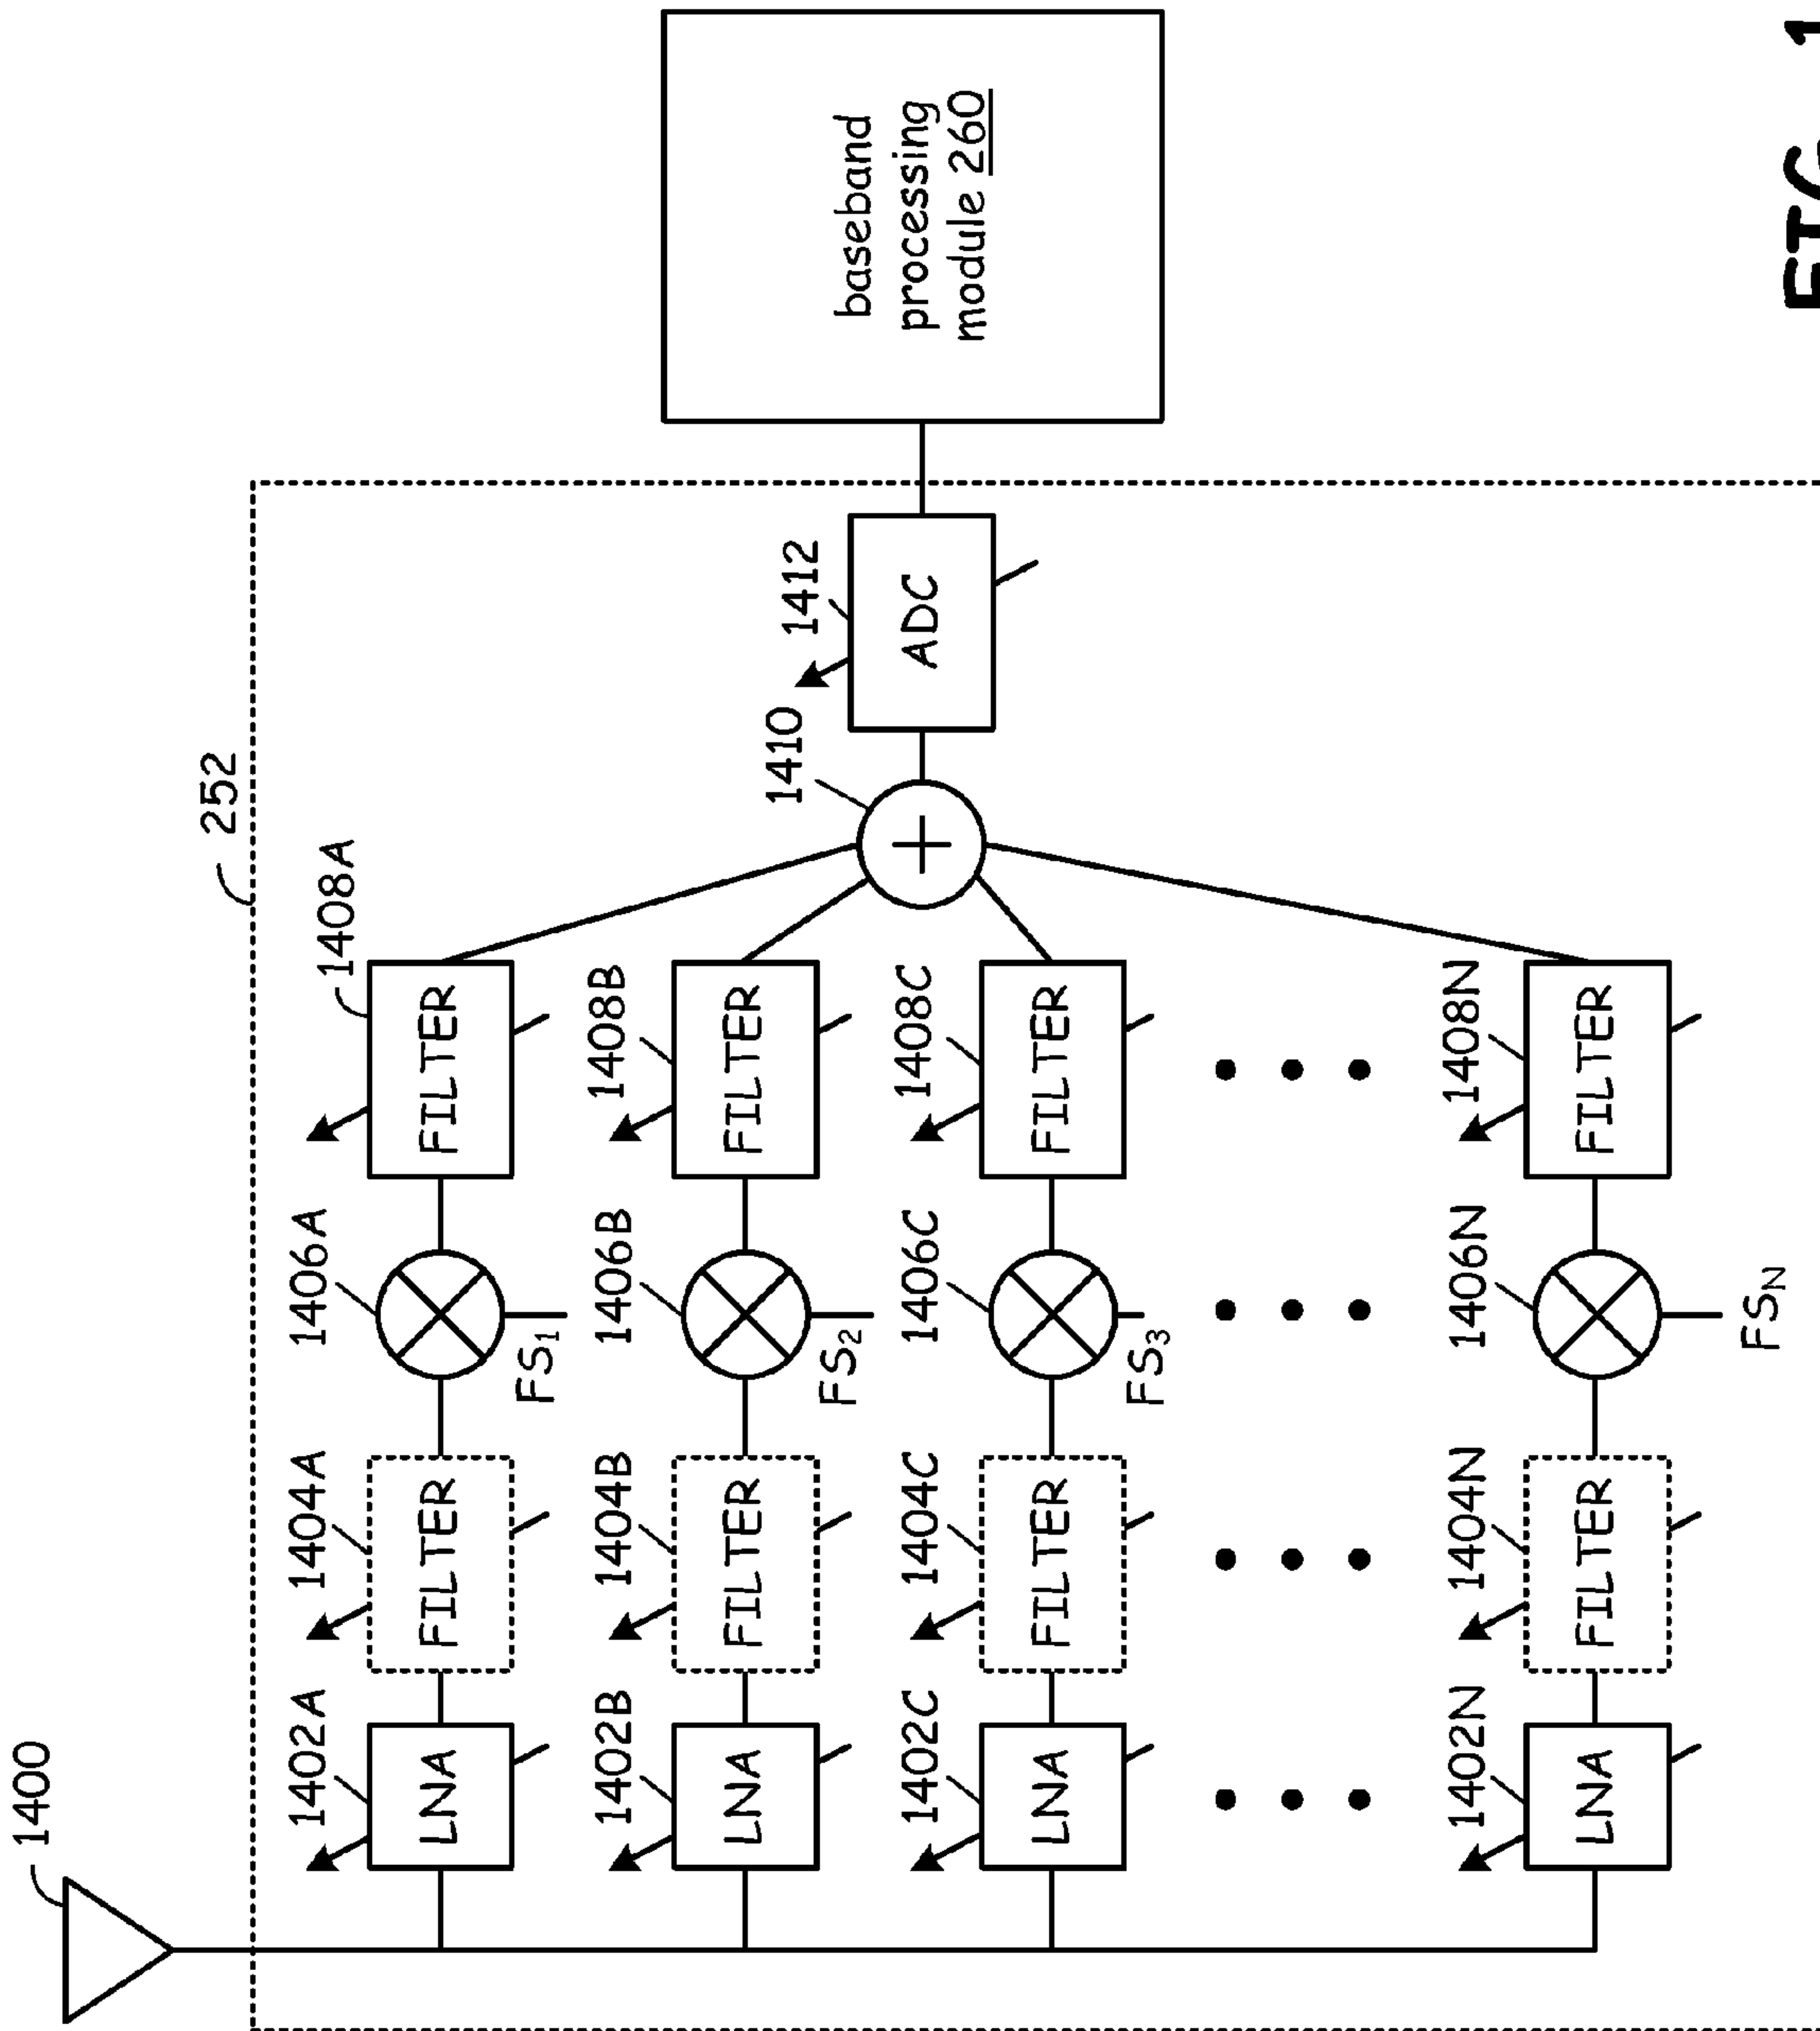 1400
252
1402A
1404A
1406A
1408A
LNA
FILTER
FS1
FILTER
1402B
1404B
1406B
1408B
LNA
FILTER
FS2
FILTER
1410
1412
ADC
baseband
processing
module 260
1402C
1404C
1406C
1408C
LNA
FILTER
FS3
FILTER
1402N
1404N
1406N
1408N
LNA
FILTER
FSN
FILTER